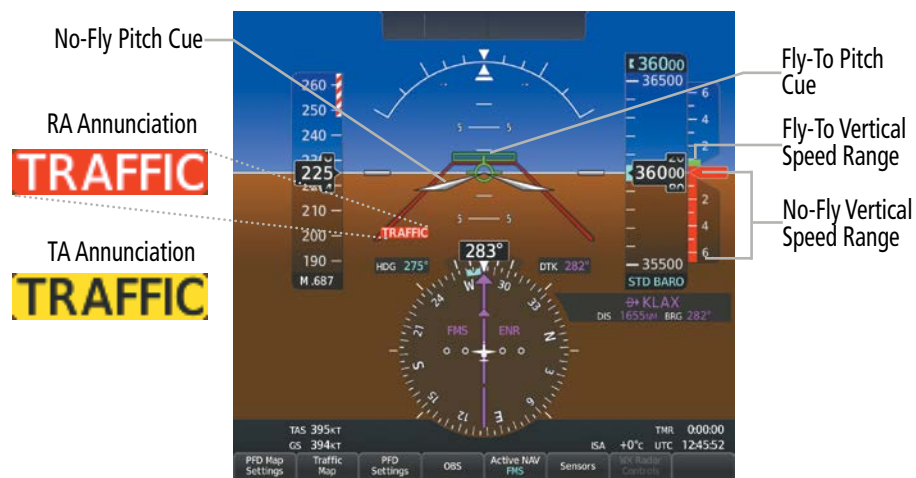 No-Fly Pitch Cue
RA Annunciation
TRAFFIC
TA Annunciation
TRAFFIC
Fly-To Pitch
Cue
Fly-To Vertical
Speed Range
No-Fly Vertical
Speed Range
260
250
240
225
210
200
190
M .687
5 5
5 5
TRAFFIC
36000
36500
36000
35500
STD BARO
6
4
2
2
4
6
283°
HDG 275°
DTK 282°
KLAX
DIS 1655NM BRG 282°
FMS ENR
W 30 33 N 3 6 E 12 15 S 21 24
TAS 395KT
GS 394KT
TMR 0:00:00
ISA +0°C UTC 12:45:52
PFD Map
Settings
Traffic
Map
PFD
Settings
OBS
Active NAV
FMS
Sensors
WX Radar
Controls